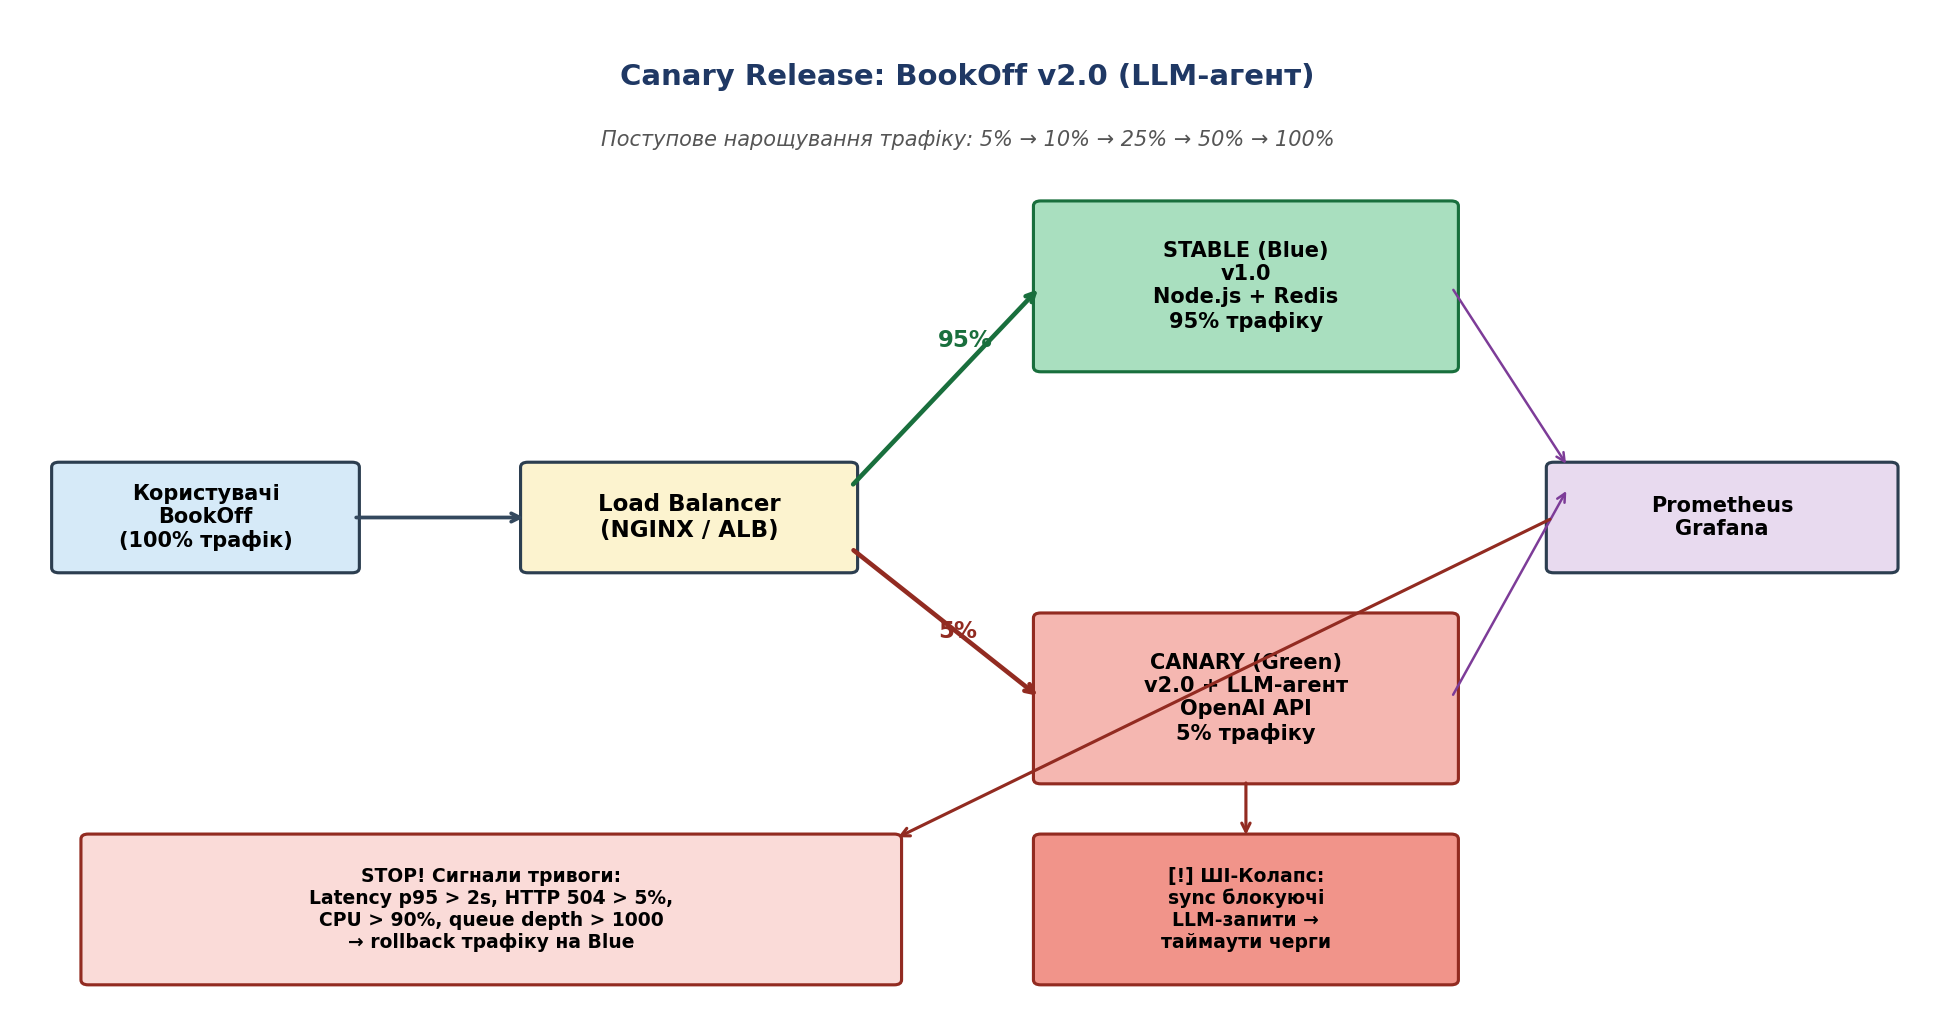 Canary Release: BookOff v2.0 (LLM-агент)
Поступове нарощування трафіку: 5% → 10% → 25% → 50% → 100%
STABLE (Blue)
v1.0
Node.js + Redis
95% трафіку
95%
Користувачі
BookOff
(100% трафік)
Load Balancer
(NGINX / ALB)
Prometheus
Grafana
5%
CANARY (Green)
v2.0 + LLM-агент
OpenAI API
5% трафіку
STOP! Сигнали тривоги:
Latency p95 > 2s, HTTP 504 > 5%,
CPU > 90%, queue depth > 1000
→ rollback трафіку на Blue
[!] ШІ-Колапс:
sync блокуючі
LLM-запити →
таймаути черги